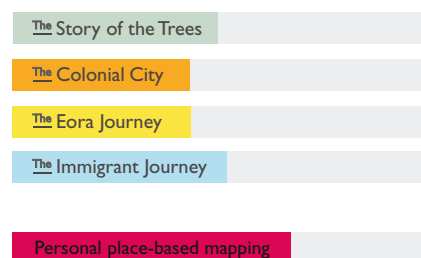 The Story of the Trees
The Colonial City
The Eora Journey
The Immigrant Journey
Personal place-based mapping